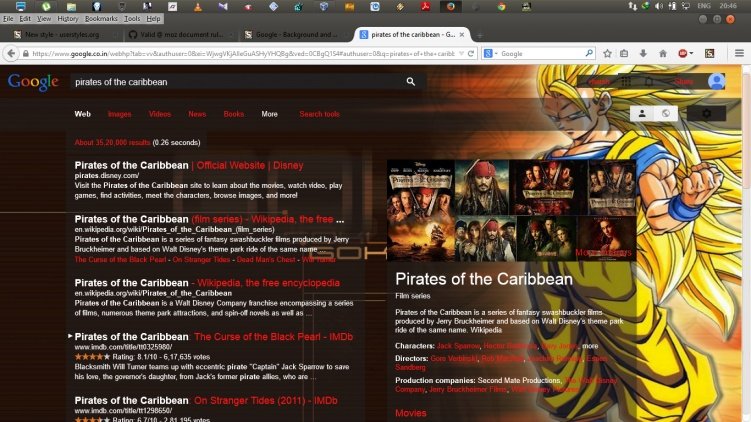 File Edit View History Bookmarks Tools Help
EN 20:46
New style - userstyles.org
Valid @ moz document rul...
Google - Background and ...
pirates of the caribbean - G...
https://www.google.co.in/webhp?tab=
Google
Google
pirates of the caribbean
Share
Web Images Videos News Books More Search tools
About 35,20,000 results (0.26 seconds)
Pirates of the Caribbean | Official Website | Disney
pirates.disney.com/
Visit the Pirates of the Caribbean site to learn about the movies, watch video, play
games, find activities, meet the characters, browse images, and more!
Pirates of the Caribbean (film series) - Wikipedia, the free ...
en.wikipedia.org/wiki/Pirates_of_the_Caribbean_(film_series)
Pirates of the Caribbean is a series of fantasy swashbuckler films produced by Jerry
Bruckheimer and based on Walt Disney's theme park ride of the same name. ...
The Curse of the Black Pearl - On Stranger Tides - Dead Man's Chest - Will Turner
Pirates of the Caribbean - Wikipedia, the free encyclopedia
en.wikipedia.org/wiki/Pirates_of_the_Caribbean
Pirates of the Caribbean is a Walt Disney Company franchise encompassing a series
of films, numerous theme park attractions, and spin-off novels as well as ...
Pirates of the Caribbean: The Curse of the Black Pearl - IMDb
www.imdb.com/title/tt0325980/
Rating: 8.1/10 - 6,17,635 votes
Blacksmith Will Turner teams up with eccentric pirate "Captain" Jack Sparrow to save
his love, the governor's daughter, from Jack's former pirate allies, who are ...
Pirates of the Caribbean: On Stranger Tides (2011) - IMDb
www.imdb.com/title/tt1298650/
Rating: 6.7/10 - 2,81,195 votes
More images
Pirates of the Caribbean
Film series
Pirates of the Caribbean is a series of fantasy swashbuckler films
produced by Jerry Bruckheimer and based on Walt Disney's theme park
ride of the same name. Wikipedia
Characters: Jack Sparrow, Hector Barbossa, Davy Jones, more
Directors: Gore Verbinski, Rob Marshall, Joachim Rønning, Espen
Sandberg
Production companies: Second Mate Productions, The Walt Disney
Company, Jerry Bruckheimer Films, Walt Disney Pictures
Movies